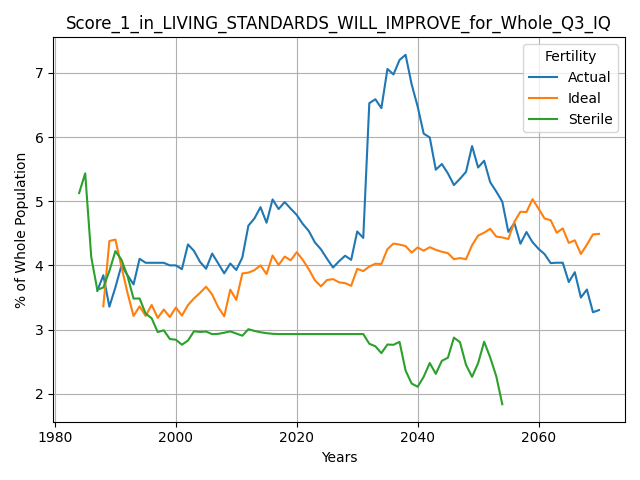 Score_1_in_LIVING_STANDARDS_WILL_IMPROVE_for_Whole_Q3_IQ
Fertility
Actual
Ideal
Sterile
% of Whole Population
7
6
5
4
3
2
1980
2000
2020
2040
2060
Years